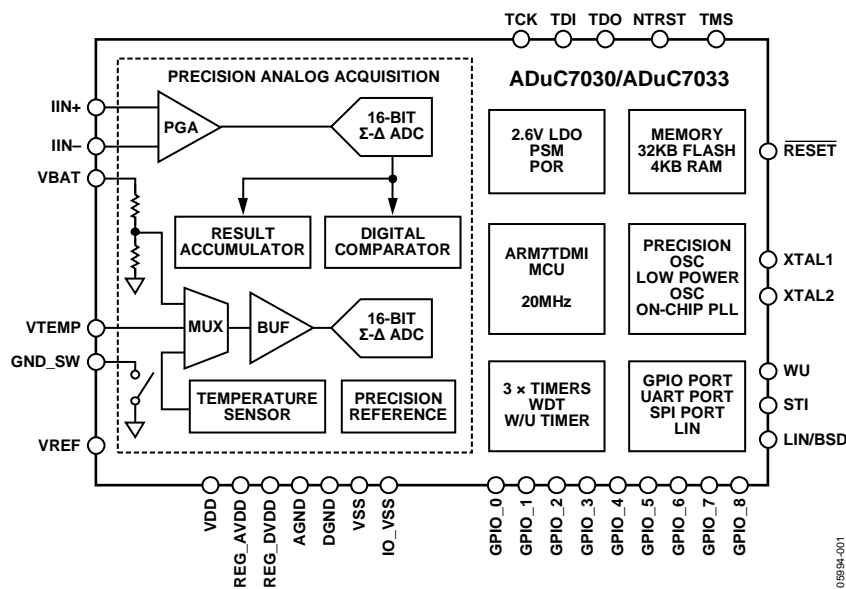 TCK TDI TDO NTRST TMS
PRECISION ANALOG ACQUISITION
ADuC7030/ADuC7033
IIN+
IIN–
VBAT
VTEMP
GND_SW
VREF
PGA
16-BIT
Σ-Δ ADC
RESULT
ACCUMULATOR
DIGITAL
COMPARATOR
MUX
BUF
16-BIT
Σ-Δ ADC
TEMPERATURE
SENSOR
PRECISION
REFERENCE
2.6V LDO
PSM
POR
MEMORY
32KB FLASH
4KB RAM
ARM7TDMI
MCU
20MHz
PRECISION
OSC
LOW POWER
OSC
ON-CHIP PLL
3 × TIMERS
WDT
W/U TIMER
GPIO PORT
UART PORT
SPI PORT
LIN
RESET
XTAL1
XTAL2
WU
STI
LIN/BSD
VDD
REG_AVDD
REG_DVDD
AGND
DGND
VSS
IO_VSS
GPIO_0
GPIO_1
GPIO_2
GPIO_3
GPIO_4
GPIO_5
GPIO_6
GPIO_7
GPIO_8
05994-001